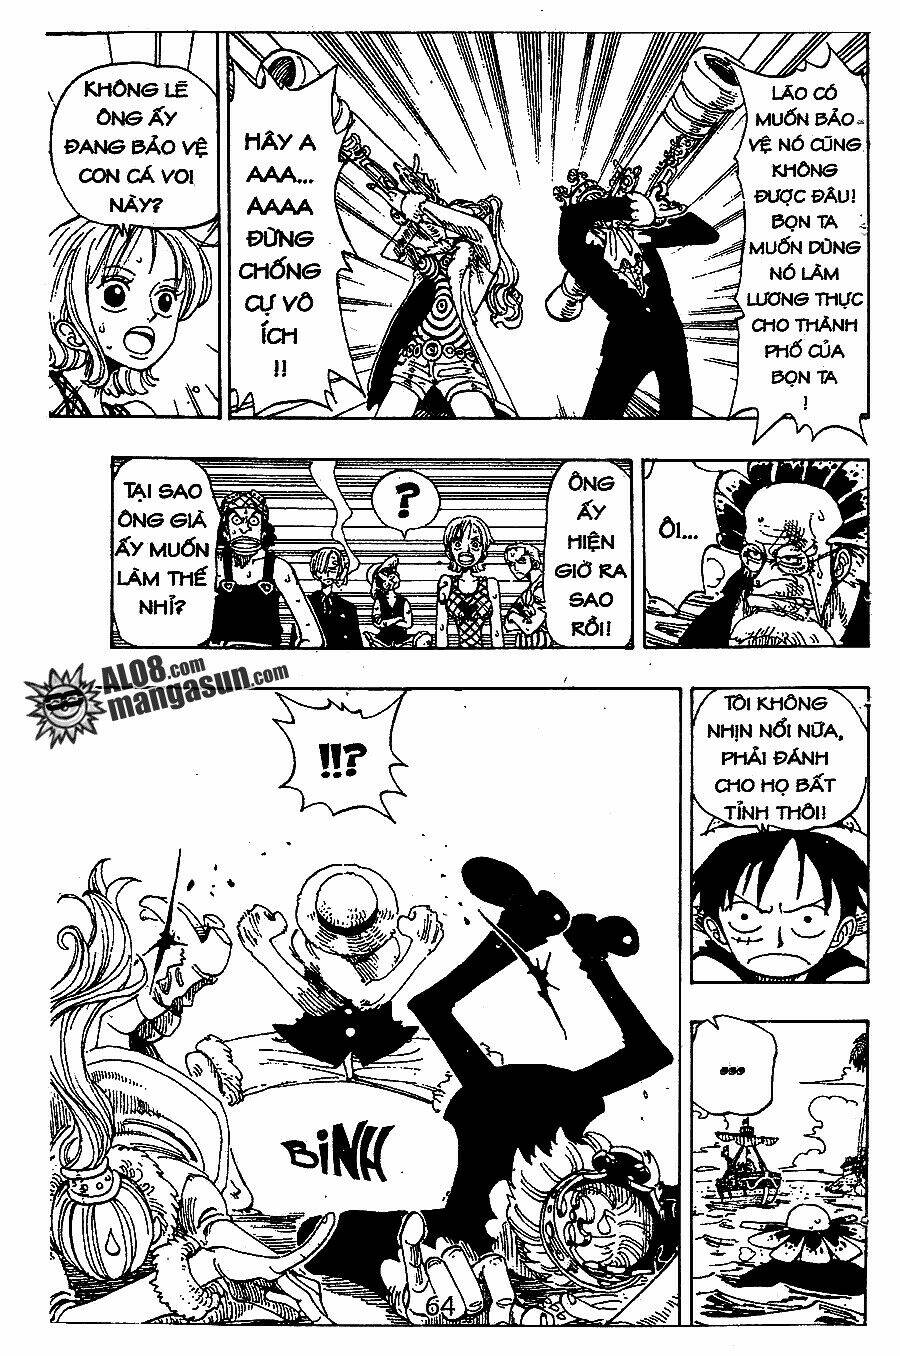 LÃO CÓ
MUỐN BẢO
VỆ NÓ CŨNG
KHÔNG
ĐƯỢC ĐÂU!
BỌN TA
MUỐN DÙNG
NÓ LÀM
LƯƠNG THỰC
CHO THÀNH
PHỐ CỦA
BỌN TA
!
HÂY A
AAA...
AAAA
ĐỪNG
CHỐNG
CỰ VÔ
ÍCH
!!
KHÔNG LẼ
ÔNG ẤY
ĐANG BẢO VỆ
CON CÁ VOI
NÀY?
ÔI...
ÔNG
ẤY
HIỆN
GIỜ RA
SAO
RỒI!
?
TẠI SAO
ÔNG GIÀ
ẤY MUỐN
LÀM THẾ
NHỈ?
AL08.com
mangasun.com
TÔI KHÔNG
NHỊN NỔI NỮA,
PHẢI ĐÁNH
CHO HỌ BẤT
TỈNH THÔI!
!!?
BINH
...
64